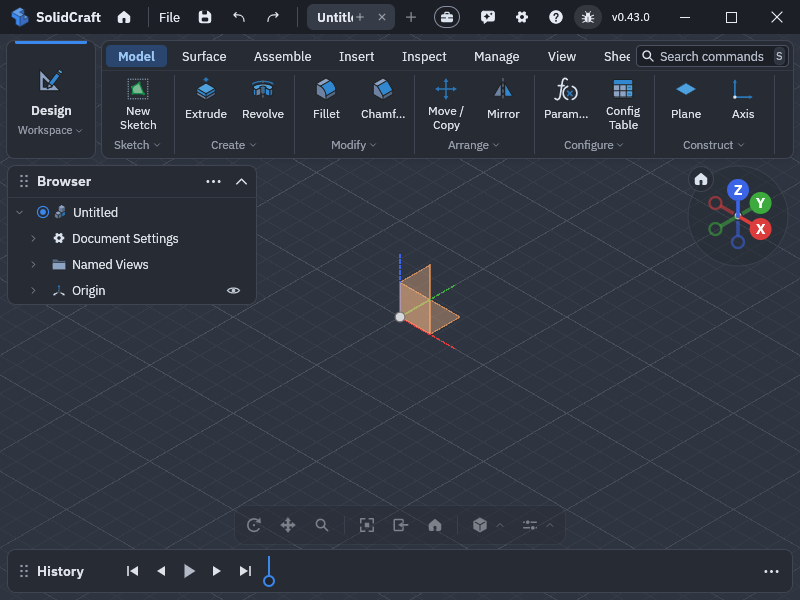 SolidCraft
File
Untitl
v0.43.0
Design
Workspace
Model
Surface
Assemble
Insert
Inspect
Manage
View
Shee
Search commands
S
New
Sketch
Extrude
Revolve
Fillet
Chamf...
Move /
Copy
Mirror
Param...
Config
Table
Plane
Axis
Sketch
Create
Modify
Arrange
Configure
Construct
Browser
Untitled
Document Settings
Named Views
Origin
Z
Y
X
History